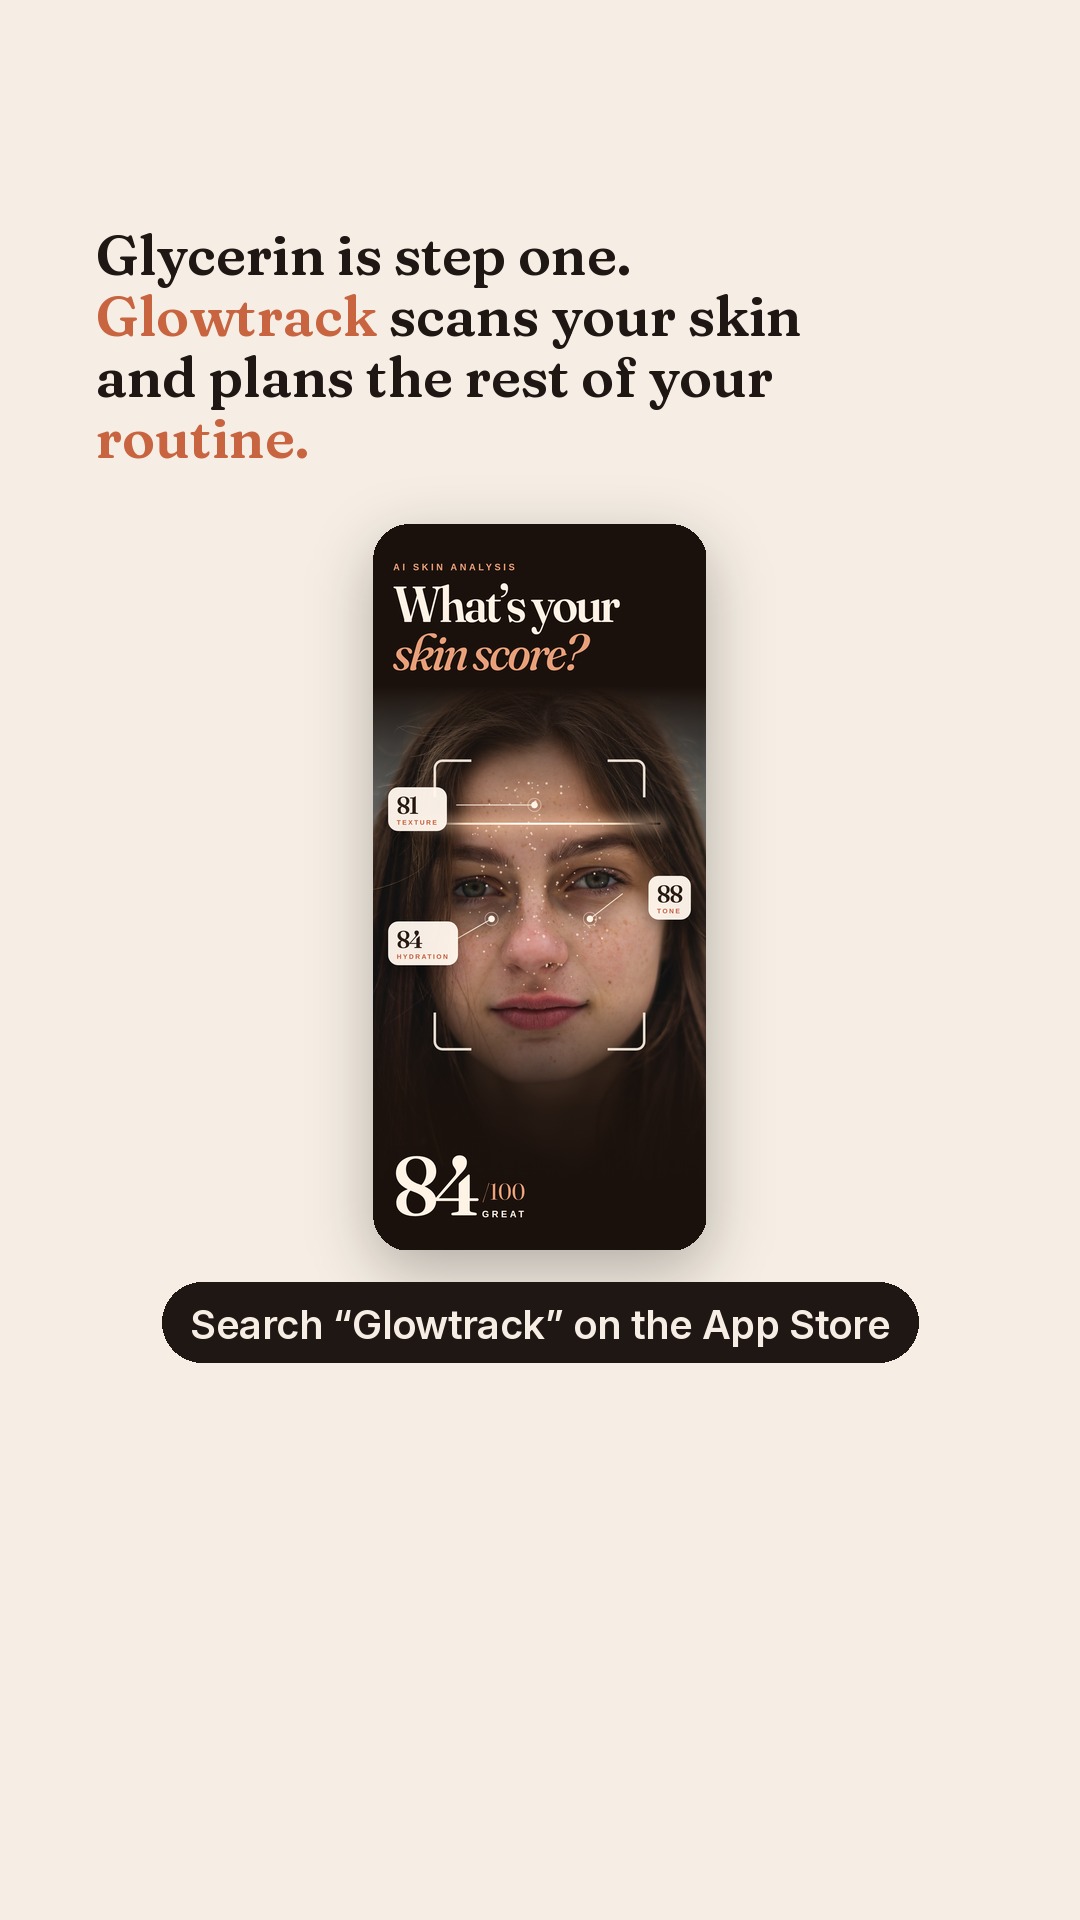 Glycerin is step one.
Glowtrack scans your skin
and plans the rest of your
routine.
AI SKIN ANALYSIS
What’s your
skin score?
81
TEXTURE
88
TONE
84
HYDRATION
84 /100
GREAT
Search “Glowtrack” on the App Store